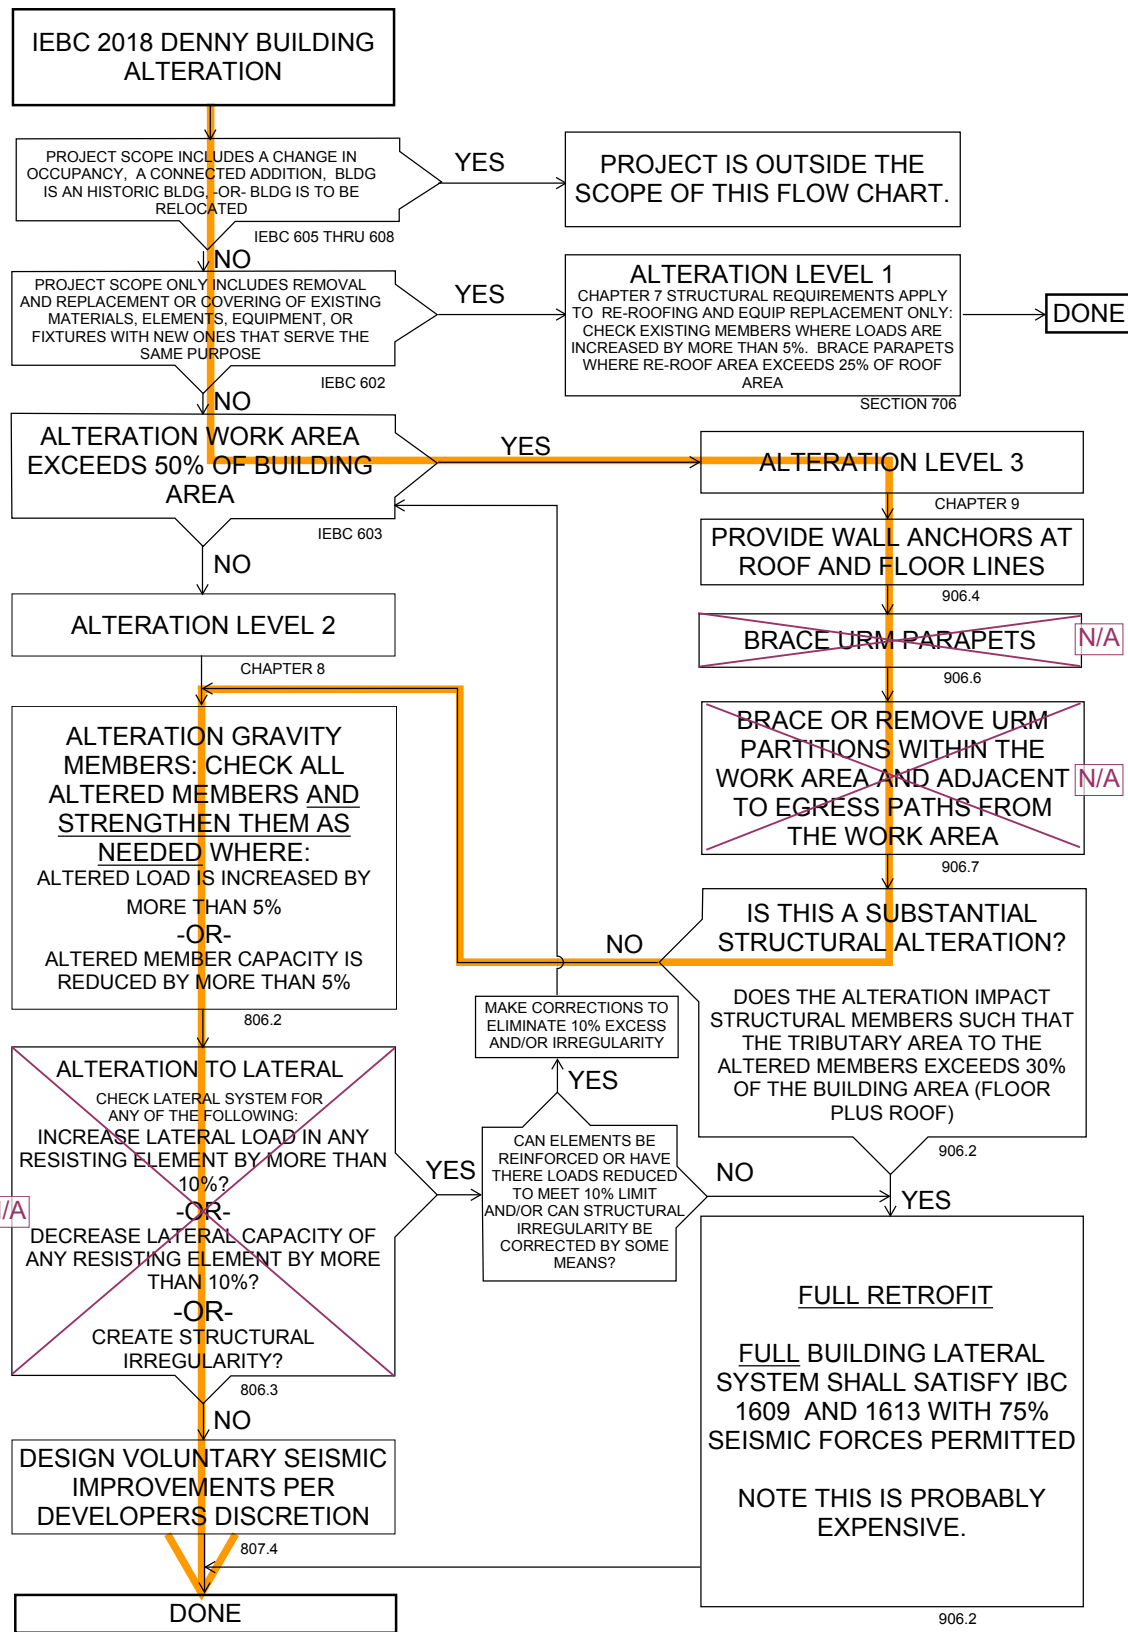 IEBC 2018 DENNY BUILDING
ALTERATION
PROJECT SCOPE INCLUDES A CHANGE IN
OCCUPANCY, A CONNECTED ADDITION, BLDG
IS AN HISTORIC BLDG, -OR- BLDG IS TO BE
RELOCATED
IEBC 605 THRU 608
YES
PROJECT IS OUTSIDE THE
SCOPE OF THIS FLOW CHART.
NO
PROJECT SCOPE ONLY INCLUDES REMOVAL
AND REPLACEMENT OR COVERING OF EXISTING
MATERIALS, ELEMENTS, EQUIPMENT, OR
FIXTURES WITH NEW ONES THAT SERVE THE
SAME PURPOSE
IEBC 602
YES
ALTERATION LEVEL 1
CHAPTER 7 STRUCTURAL REQUIREMENTS APPLY
TO RE-ROOFING AND EQUIP REPLACEMENT ONLY:
CHECK EXISTING MEMBERS WHERE LOADS ARE
INCREASED BY MORE THAN 5%. BRACE PARAPETS
WHERE RE-ROOF AREA EXCEEDS 25% OF ROOF
AREA
SECTION 706
DONE
NO
ALTERATION WORK AREA
EXCEEDS 50% OF BUILDING
AREA
IEBC 603
YES
ALTERATION LEVEL 3
CHAPTER 9
PROVIDE WALL ANCHORS AT
ROOF AND FLOOR LINES
906.4
BRACE URM PARAPETS
N/A
906.6
BRACE OR REMOVE URM
PARTITIONS WITHIN THE
WORK AREA AND ADJACENT
TO EGRESS PATHS FROM
THE WORK AREA
N/A
906.7
IS THIS A SUBSTANTIAL
STRUCTURAL ALTERATION?
DOES THE ALTERATION IMPACT
STRUCTURAL MEMBERS SUCH THAT
THE TRIBUTARY AREA TO THE
ALTERED MEMBERS EXCEEDS 30%
OF THE BUILDING AREA (FLOOR
PLUS ROOF)
906.2
NO
YES
NO
ALTERATION LEVEL 2
CHAPTER 8
ALTERATION GRAVITY
MEMBERS: CHECK ALL
ALTERED MEMBERS AND
STRENGTHEN THEM AS
NEEDED WHERE:
ALTERED LOAD IS INCREASED BY
MORE THAN 5%
-OR-
ALTERED MEMBER CAPACITY IS
REDUCED BY MORE THAN 5%
806.2
ALTERATION TO LATERAL
CHECK LATERAL SYSTEM FOR
ANY OF THE FOLLOWING:
INCREASE LATERAL LOAD IN ANY
RESISTING ELEMENT BY MORE THAN
10%?
-OR-
DECREASE LATERAL CAPACITY OF
ANY RESISTING ELEMENT BY MORE
THAN 10%?
-OR-
CREATE STRUCTURAL
IRREGULARITY?
N/A
806.3
YES
CAN ELEMENTS BE
REINFORCED OR HAVE
THERE LOADS REDUCED
TO MEET 10% LIMIT
AND/OR CAN STRUCTURAL
IRREGULARITY BE
CORRECTED BY SOME
MEANS?
YES
MAKE CORRECTIONS TO
ELIMINATE 10% EXCESS
AND/OR IRREGULARITY
NO
FULL RETROFIT
FULL BUILDING LATERAL
SYSTEM SHALL SATISFY IBC
1609 AND 1613 WITH 75%
SEISMIC FORCES PERMITTED
NOTE THIS IS PROBABLY
EXPENSIVE.
906.2
NO
DESIGN VOLUNTARY SEISMIC
IMPROVEMENTS PER
DEVELOPERS DISCRETION
807.4
DONE